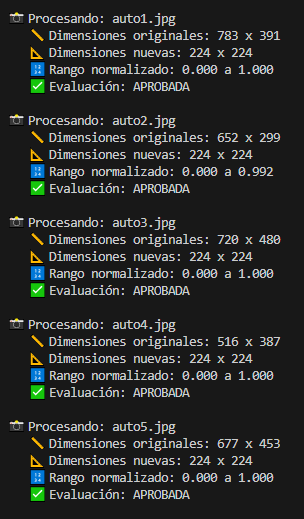 📷 Procesando: auto1.jpg
📏 Dimensiones originales: 783 x 391
📐 Dimensiones nuevas: 224 x 224
🔢 Rango normalizado: 0.000 a 1.000
✅ Evaluación: APROBADA
📷 Procesando: auto2.jpg
📏 Dimensiones originales: 652 x 299
📐 Dimensiones nuevas: 224 x 224
🔢 Rango normalizado: 0.000 a 0.992
✅ Evaluación: APROBADA
📷 Procesando: auto3.jpg
📏 Dimensiones originales: 720 x 480
📐 Dimensiones nuevas: 224 x 224
🔢 Rango normalizado: 0.000 a 1.000
✅ Evaluación: APROBADA
📷 Procesando: auto4.jpg
📏 Dimensiones originales: 516 x 387
📐 Dimensiones nuevas: 224 x 224
🔢 Rango normalizado: 0.000 a 1.000
✅ Evaluación: APROBADA
📷 Procesando: auto5.jpg
📏 Dimensiones originales: 677 x 453
📐 Dimensiones nuevas: 224 x 224
🔢 Rango normalizado: 0.000 a 1.000
✅ Evaluación: APROBADA